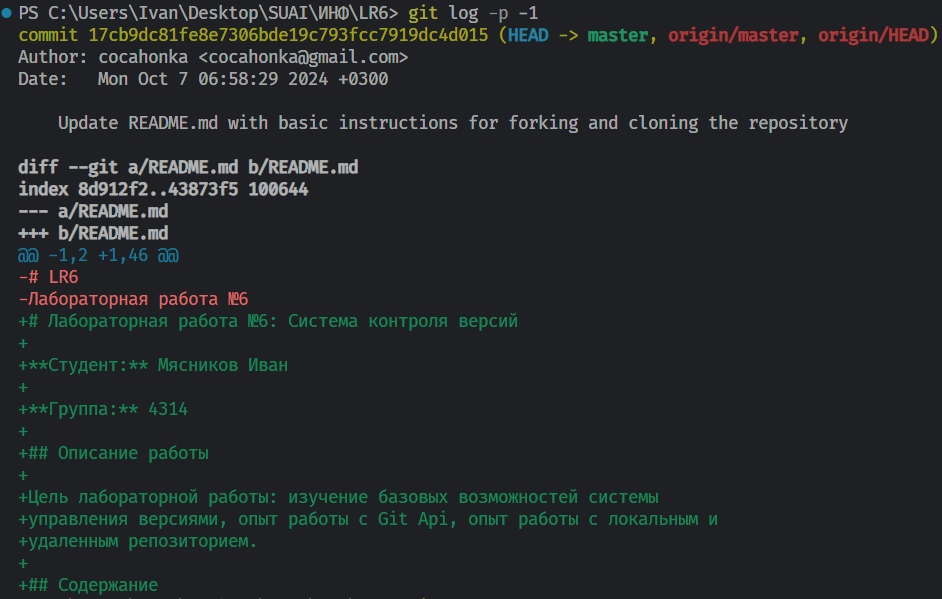 PS C:\Users\Ivan\Desktop\SUAI\ИНФ\LR6> git log -p -1
commit 17cb9dc81fe8e7306bde19c793fcc7919dc4d015 (HEAD -> master, origin/master, origin/HEAD)
Author: cocahonka <cocahonka@gmail.com>
Date:   Mon Oct 7 06:58:29 2024 +0300

    Update README.md with basic instructions for forking and cloning the repository

diff --git a/README.md b/README.md
index 8d912f2..43873f5 100644
--- a/README.md
+++ b/README.md
@@ -1,2 +1,46 @@
-# LR6
-Лабораторная работа №6
+# Лабораторная работа №6: Система контроля версий
+
+**Студент:** Мясников Иван
+
+**Группа:** 4314
+
+## Описание работы
+
+Цель лабораторной работы: изучение базовых возможностей системы
+управления версиями, опыт работы с Git Api, опыт работы с локальным и
+удаленным репозиторием.
+
+## Содержание